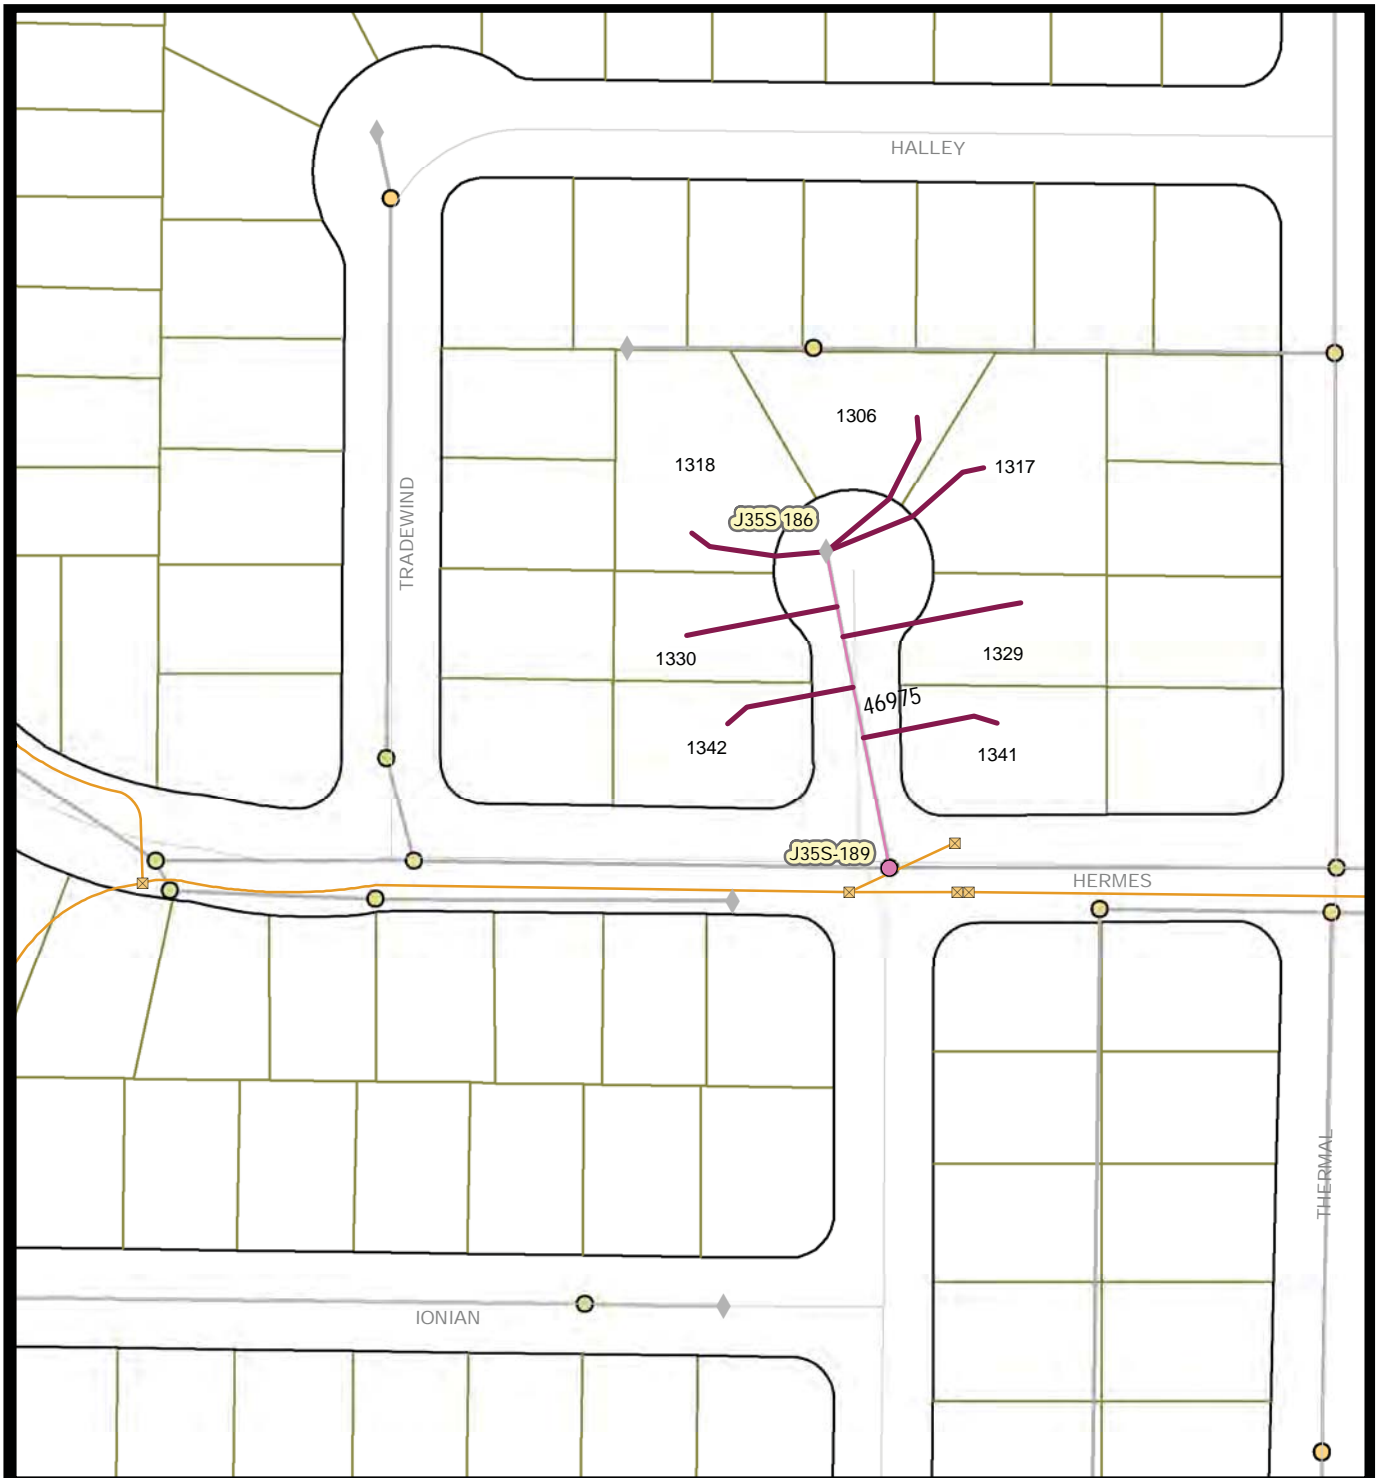 HALLEY
1306
1318
1317
TRADEWIND
J35S 186
1330
1329
46975
1342
1341
J35S-189
HERMES
THERMAL
IONIAN